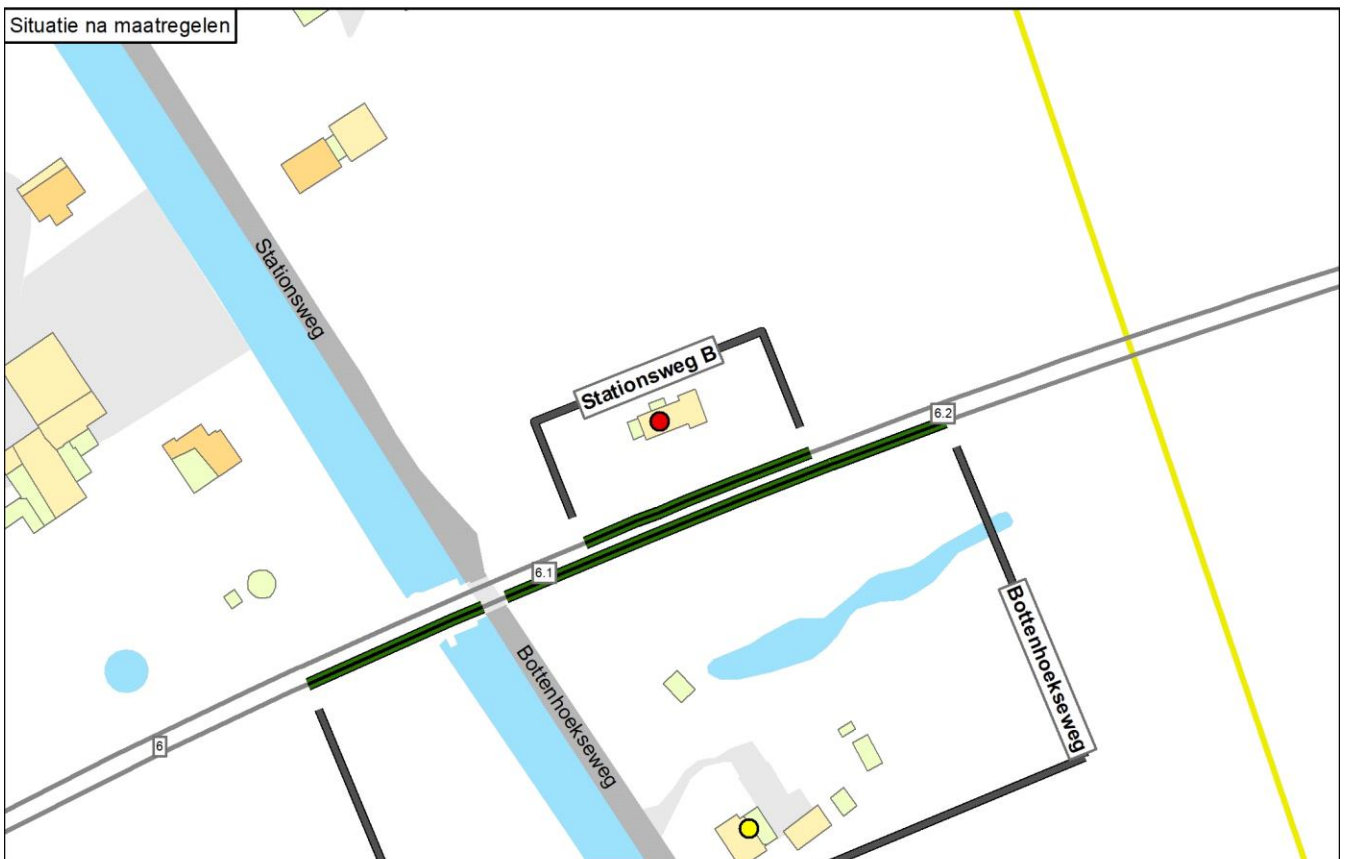 Situatie na maatregelen
Stationsweg
Stationsweg B
6.2
6.1
Bottenhoekseweg
Bottenhoekseweg
6